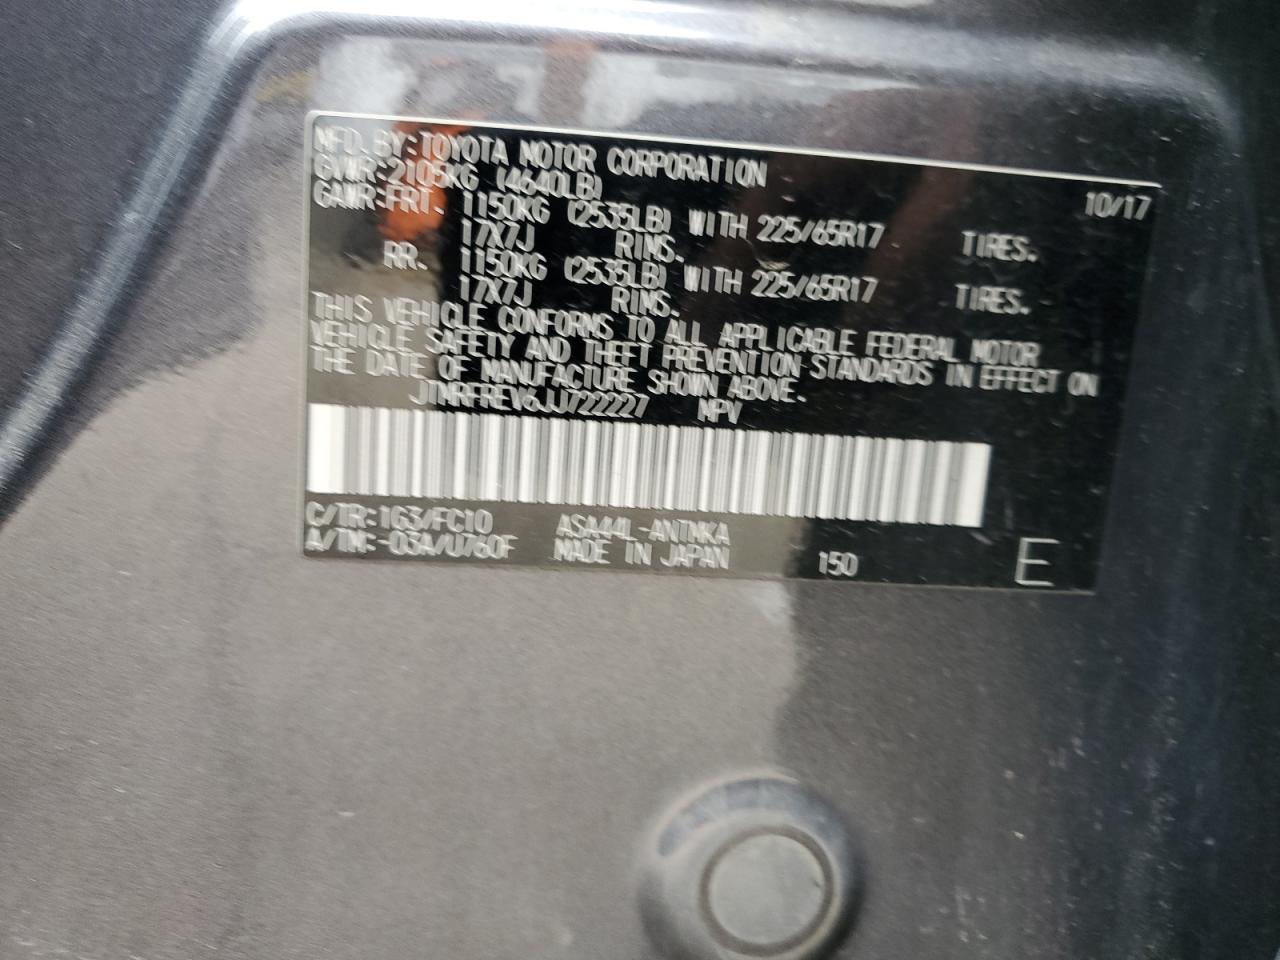 MFD. BY: TOYOTA MOTOR CORPORATION 10/17
GVWR: 2105KG (4640LB)
GAWR: FRT. 1150KG (2535LB) WITH 225/65R17 TIRES.
17X7J RIMS.
RR. 1150KG (2535LB) WITH 225/65R17 TIRES.
17X7J RIMS.
THIS VEHICLE CONFORMS TO ALL APPLICABLE FEDERAL MOTOR
VEHICLE SAFETY AND THEFT PREVENTION STANDARDS IN EFFECT ON
THE DATE OF MANUFACTURE SHOWN ABOVE.
JTMRFREV6JJ722227 MPV
C/TR: 1G3/FC10 ASA44L-ANTMKA
A/TM: -03A/U760F MADE IN JAPAN 150 E